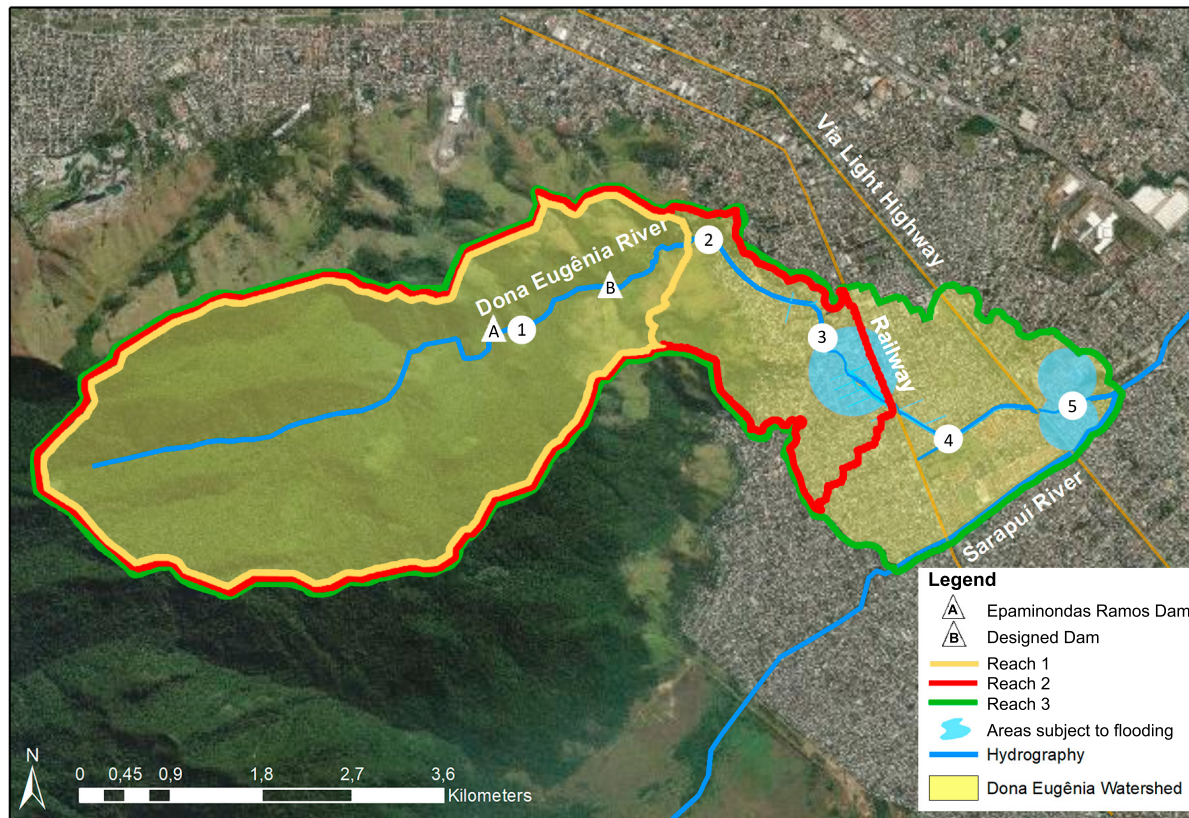 Via Light Highway
Dona Eugênia River
2
B
A
1
3
Railway
5
4
Sarapuí River
Legend
A Epaminondas Ramos Dam
B Designed Dam
Reach 1
Reach 2
Reach 3
Areas subject to flooding
Hydrography
Dona Eugênia Watershed
N
0 0,45 0,9 1,8 2,7 3,6
Kilometers